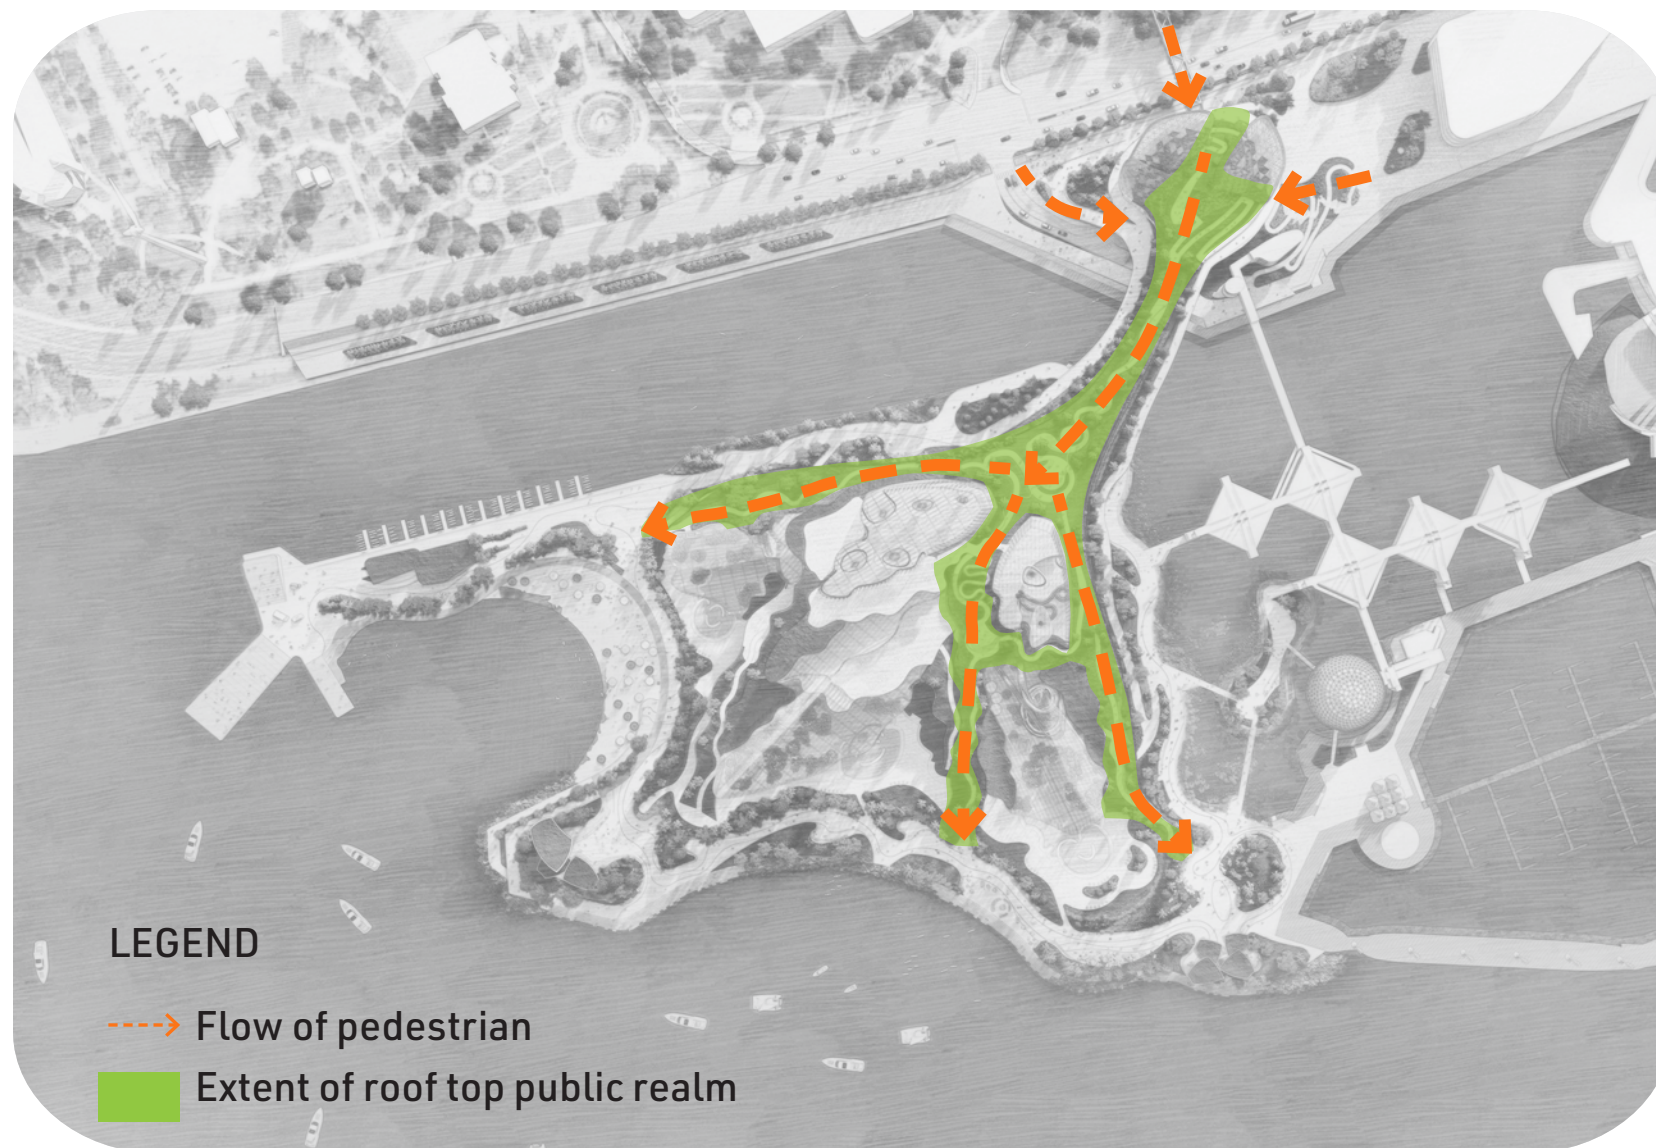 LEGEND
Flow of pedestrian
Extent of roof top public realm